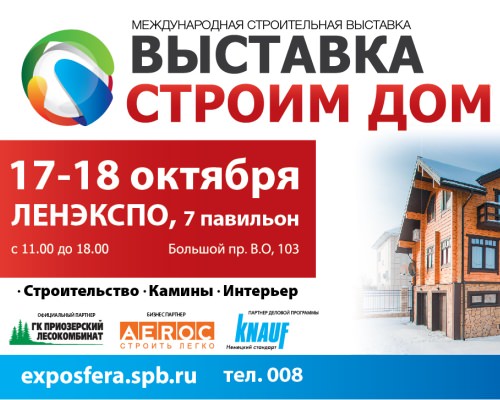 МЕЖДУНАРОДНАЯ СТРОИТЕЛЬНАЯ ВЫСТАВКА
ВЫСТАВКА
СТРОИМ ДОМ
17-18 октября
ЛЕНЭКСПО, 7 павильон
с 11.00 до 18.00 Большой пр. В.О, 103
· Строительство · Камины · Интерьер
ОФИЦИАЛЬНЫЙ ПАРТНЕР БИЗНЕС ПАРТНЕР ПАРТНЕР ДЕЛОВОЙ ПРОГРАММЫ
ГК ПРИОЗЕРСКИЙ ЛЕСОКОМБИНАТ
AEROC
СТРОИТЬ ЛЕГКО
KNAUF
Немецкий стандарт
exposfera.spb.ru тел. 008